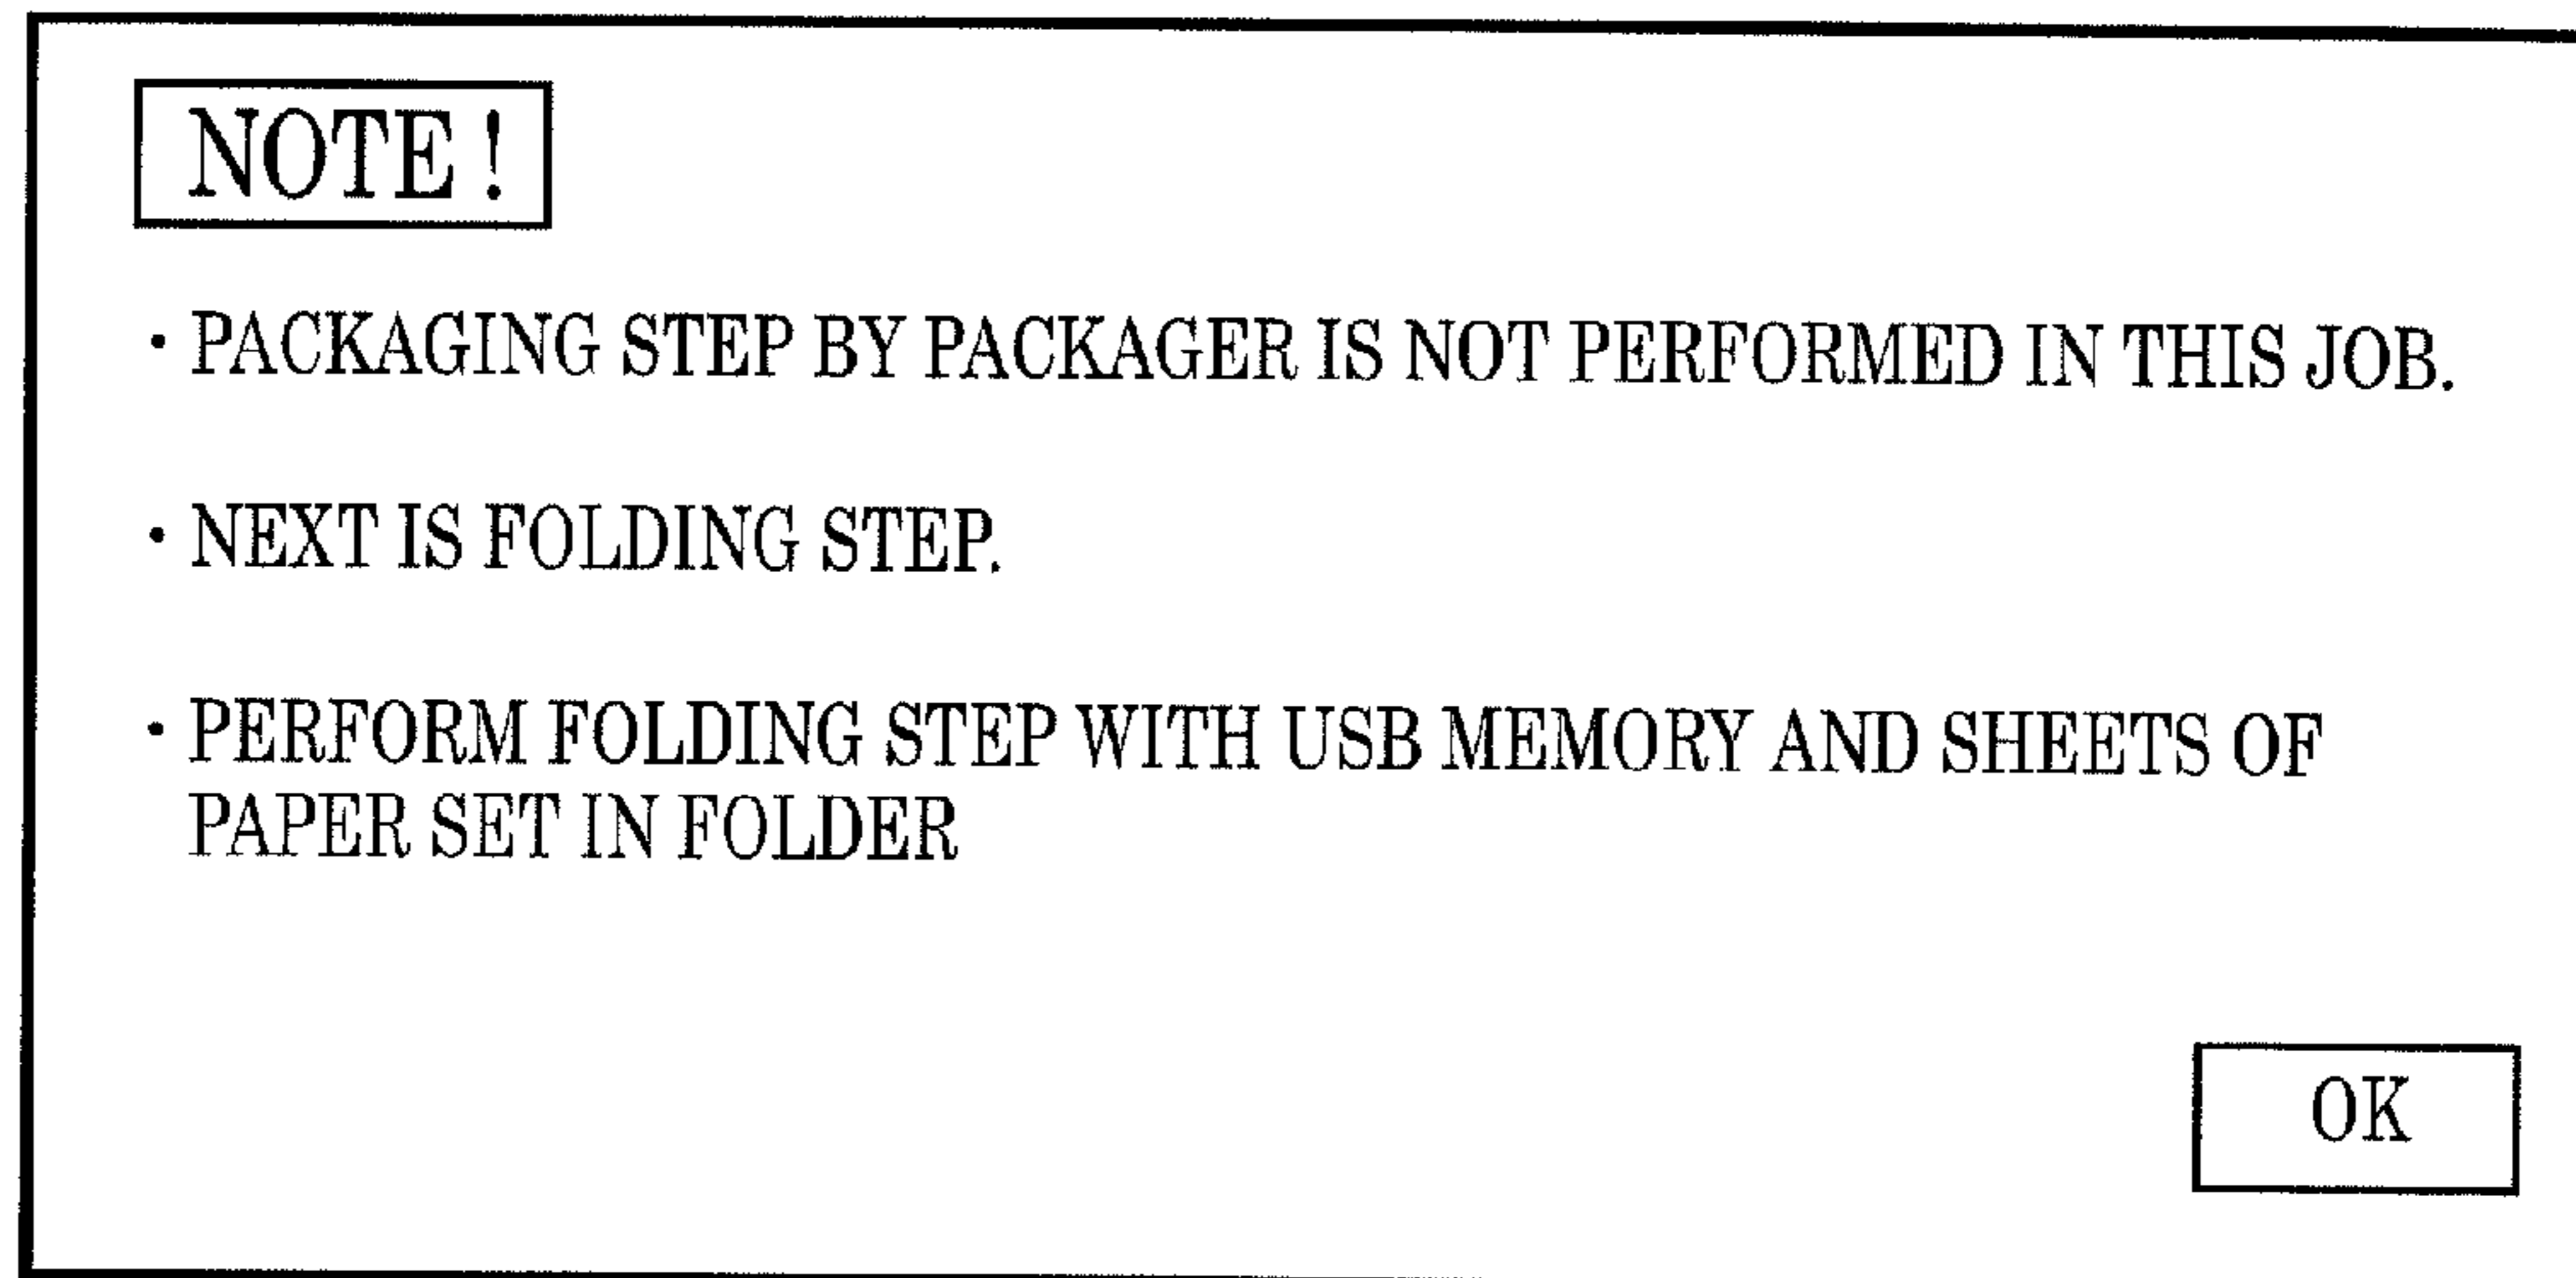 NOTE !
· PACKAGING STEP BY PACKAGER IS NOT PERFORMED IN THIS JOB.
· NEXT IS FOLDING STEP.
· PERFORM FOLDING STEP WITH USB MEMORY AND SHEETS OF
PAPER SET IN FOLDER
OK